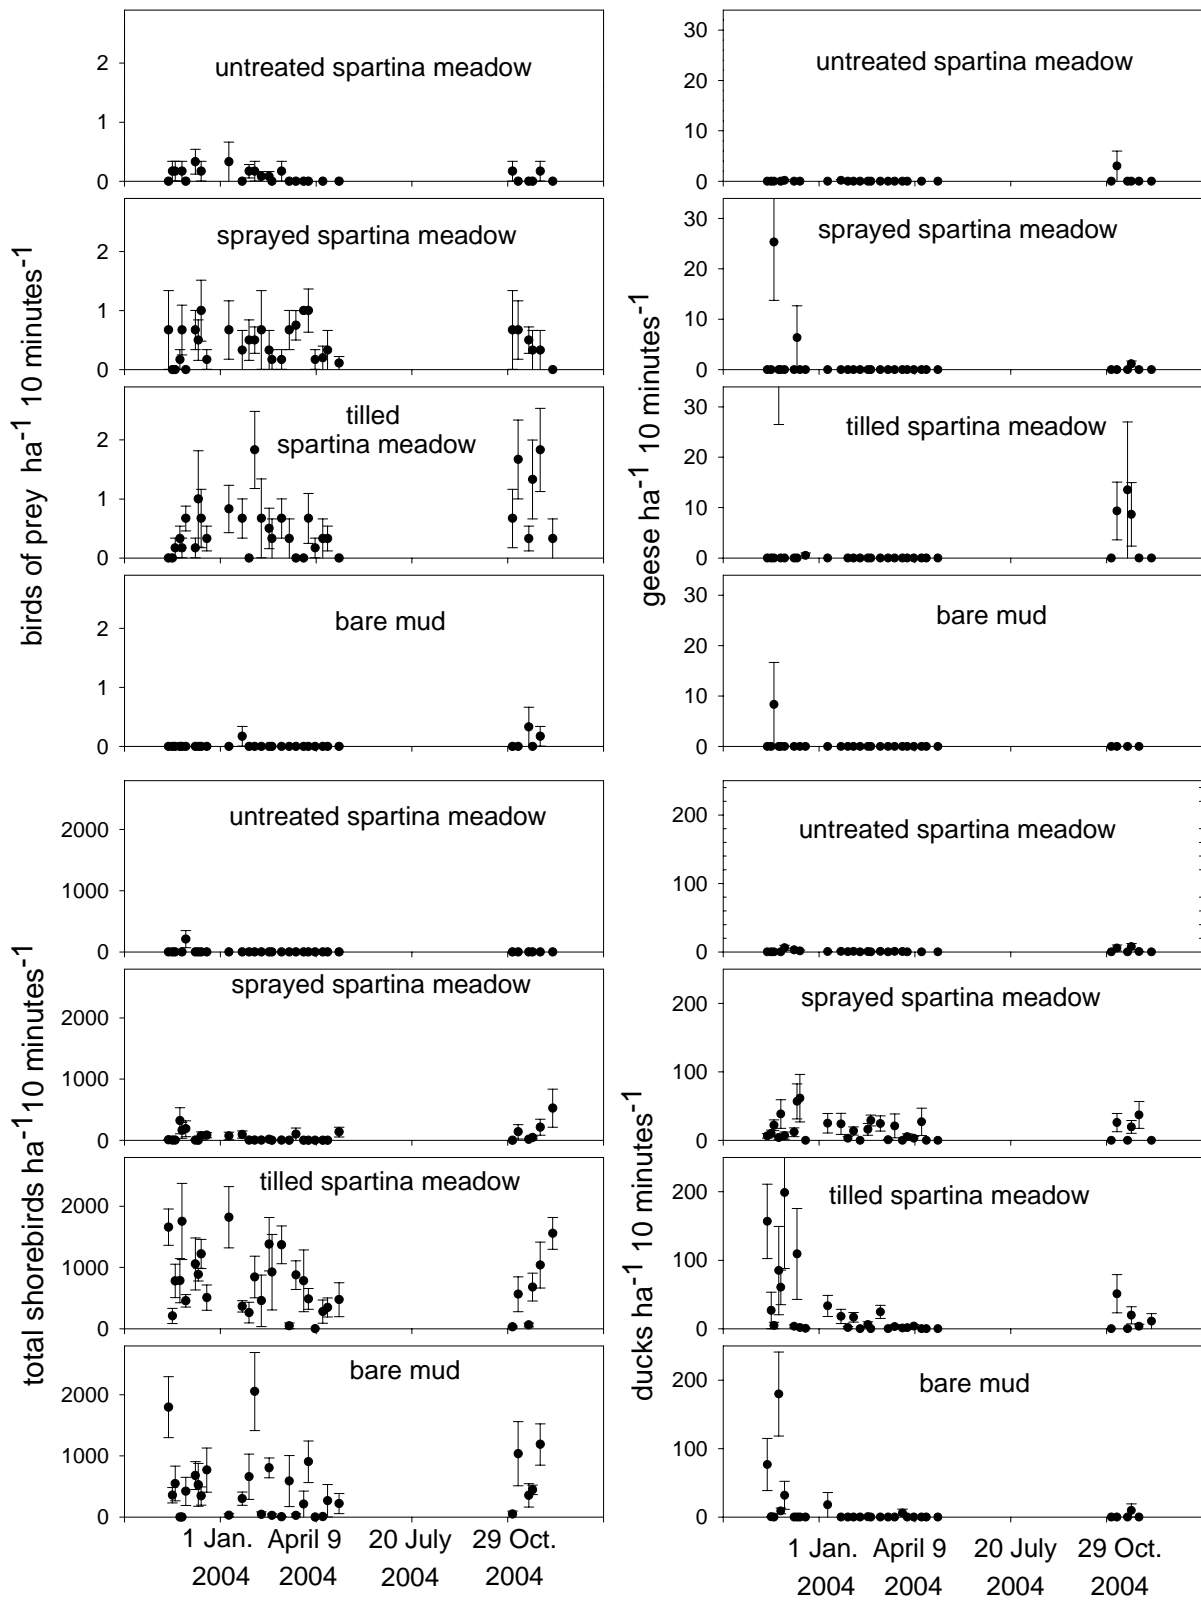 birds of prey ha-1 10 minutes-1
2
1
0
untreated spartina meadow
2
1
0
sprayed spartina meadow
2
1
0
tilled
spartina meadow
2
1
0
bare mud
geese ha-1 10 minutes-1
30
20
10
0
untreated spartina meadow
30
20
10
0
sprayed spartina meadow
30
20
10
0
tilled spartina meadow
30
20
10
0
bare mud
total shorebirds ha-1 10 minutes-1
2000
1000
0
untreated spartina meadow
2000
1000
0
sprayed spartina meadow
2000
1000
0
tilled spartina meadow
2000
1000
0
bare mud
1 Jan. April 9 20 July 29 Oct.
2004 2004 2004 2004
ducks ha-1 10 minutes-1
200
100
0
untreated spartina meadow
200
100
0
sprayed spartina meadow
200
100
0
tilled spartina meadow
200
100
0
bare mud
1 Jan. April 9 20 July 29 Oct.
2004 2004 2004 2004